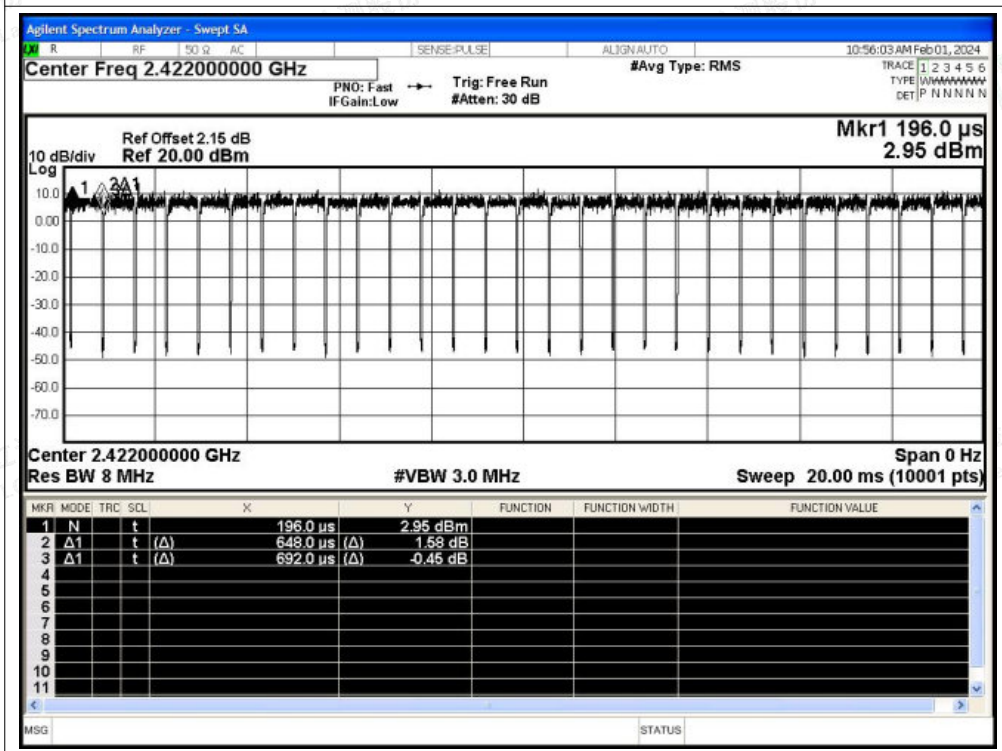 Agilent Spectrum Analyzer - Swept SA
LXI R RF 50 Ω AC SENSE:PULSE ALIGN AUTO 10:56:03 AM Feb 01, 2024
Center Freq 2.422000000 GHz #Avg Type: RMS TRACE 1 2 3 4 5 6
PNO: Fast Trig: Free Run TYPE WWWWWW
IFGain:Low #Atten: 30 dB DET P N N N N N
Mkr1 196.0 µs
2.95 dBm
Ref Offset 2.15 dB
10 dB/div Ref 20.00 dBm
Log
1 2Δ1
10.0
0.00
-10.0
-20.0
-30.0
-40.0
-50.0
-60.0
-70.0
Center 2.422000000 GHz Span 0 Hz
Res BW 8 MHz #VBW 3.0 MHz Sweep 20.00 ms (10001 pts)
MKR MODE TRC SCL X Y FUNCTION FUNCTION WIDTH FUNCTION VALUE
1 N t 196.0 µs 2.95 dBm
2 Δ1 t (Δ) 648.0 µs (Δ) 1.58 dB
3 Δ1 t (Δ) 692.0 µs (Δ) -0.45 dB
4
5
6
7
8
9
10
11
MSG STATUS